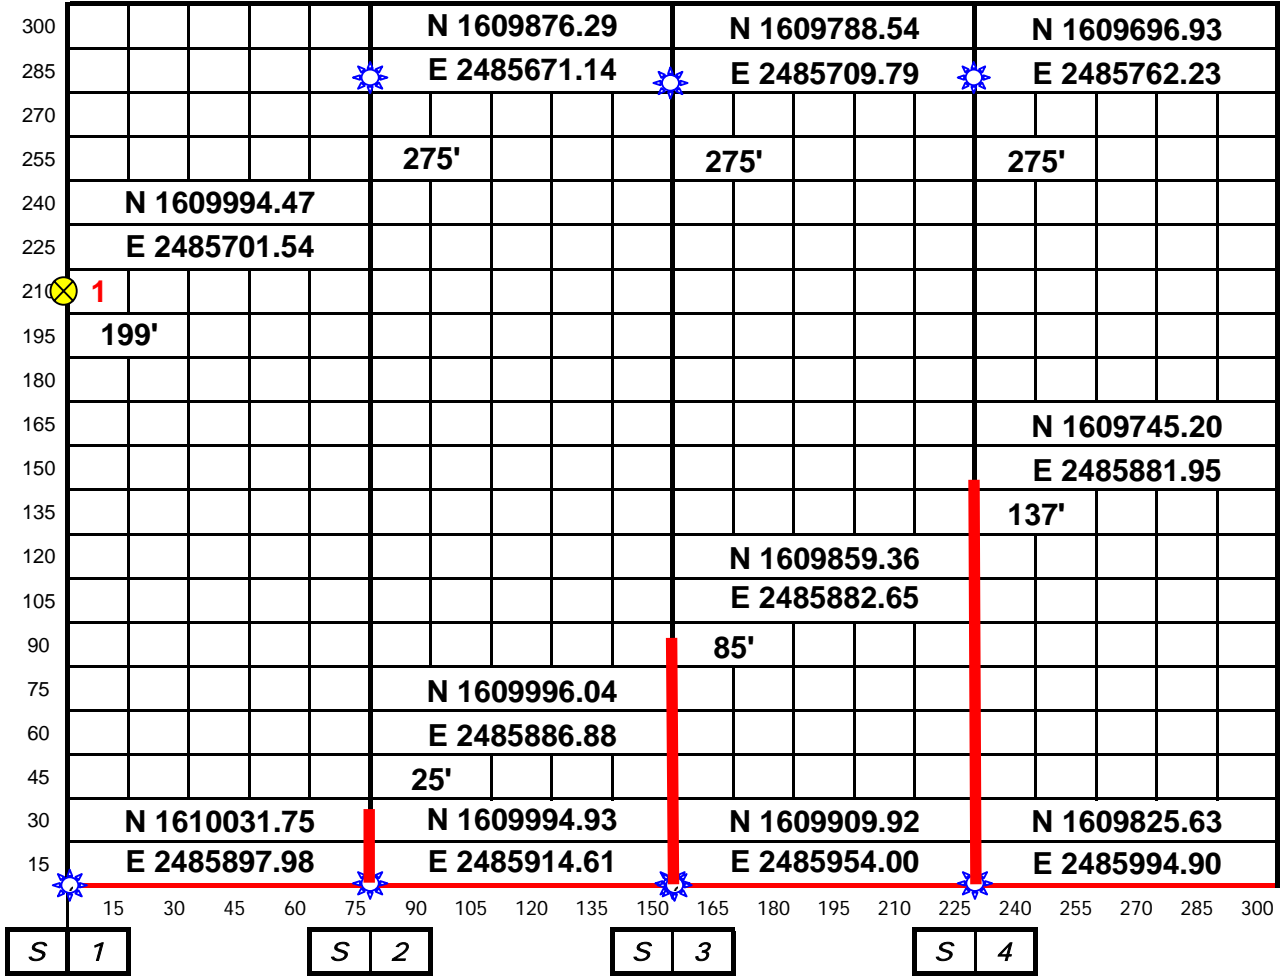 300 N 1609876.29 N 1609788.54 N 1609696.93
285 E 2485671.14 E 2485709.79 E 2485762.23
270
255 275' 275' 275'
240 N 1609994.47
225 E 2485701.54
210 1
195 199'
180
165 N 1609745.20
150 E 2485881.95
135 137'
120 N 1609859.36
105 E 2485882.65
90 85'
75 N 1609996.04
60 E 2485886.88
45 25'
30 N 1610031.75 N 1609994.93 N 1609909.92 N 1609825.63
15 E 2485897.98 E 2485914.61 E 2485954.00 E 2485994.90
15 30 45 60 75 90 105 120 135 150 165 180 195 210 225 240 255 270 285 300
S 1 S 2 S 3 S 4